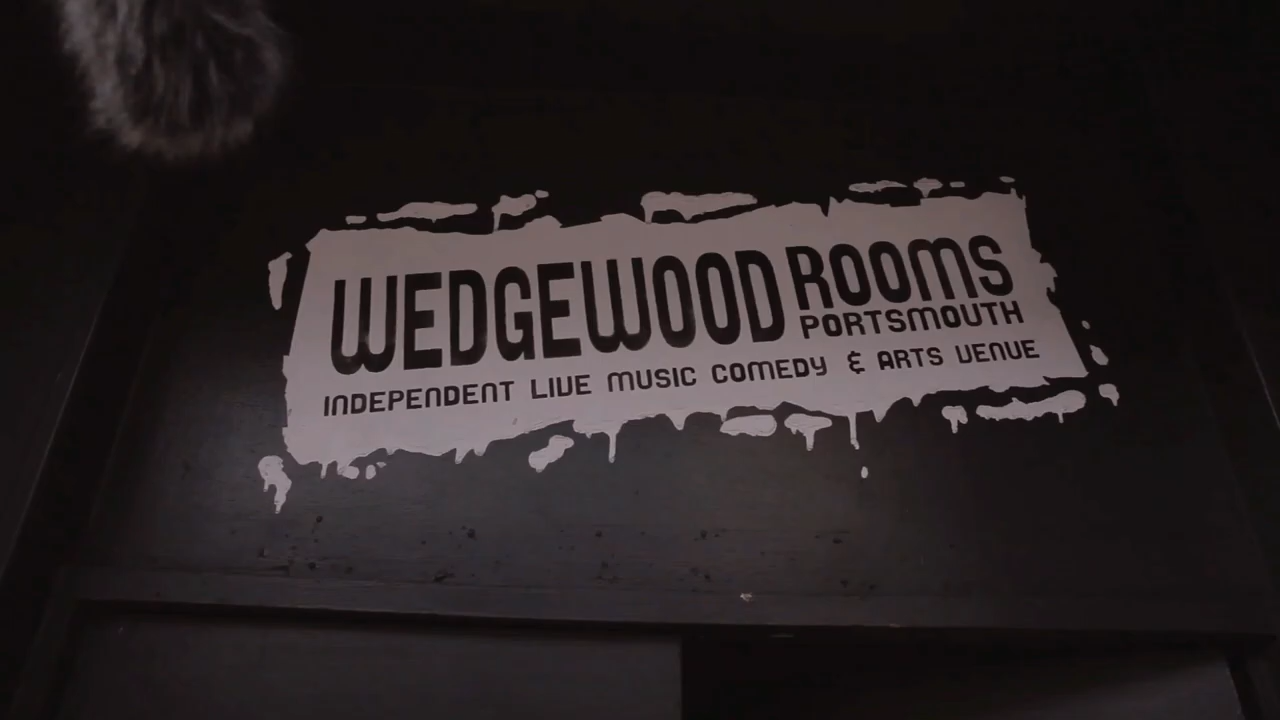 WEDGEWOOD ROOMS
PORTSMOUTH
INDEPENDENT LIVE MUSIC COMEDY & ARTS VENUE